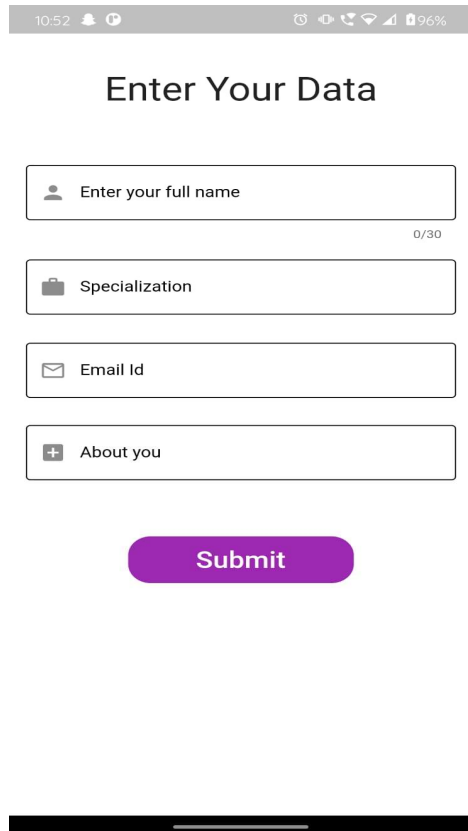 10:52
96%
Enter Your Data
Enter your full name
0/30
Specialization
Email Id
About you
Submit